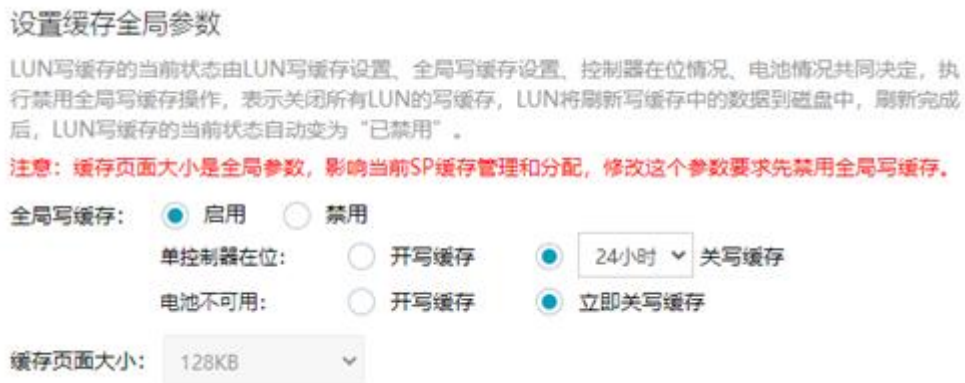 设置缓存全局参数
LUN写缓存的当前状态由LUN写缓存设置、全局写缓存设置、控制器在位情况、电池情况共同决定，执
行禁用全局写缓存操作，表示关闭所有LUN的写缓存，LUN将刷新写缓存中的数据到磁盘中，刷新完成
后，LUN写缓存的当前状态自动变为“已禁用”。
注意：缓存页面大小是全局参数，影响当前SP缓存管理和分配，修改这个参数要求先禁用全局写缓存。
全局写缓存： 启用 禁用
单控制器在位： 开写缓存 24小时 关写缓存
电池不可用： 开写缓存 立即关写缓存
缓存页面大小： 128KB